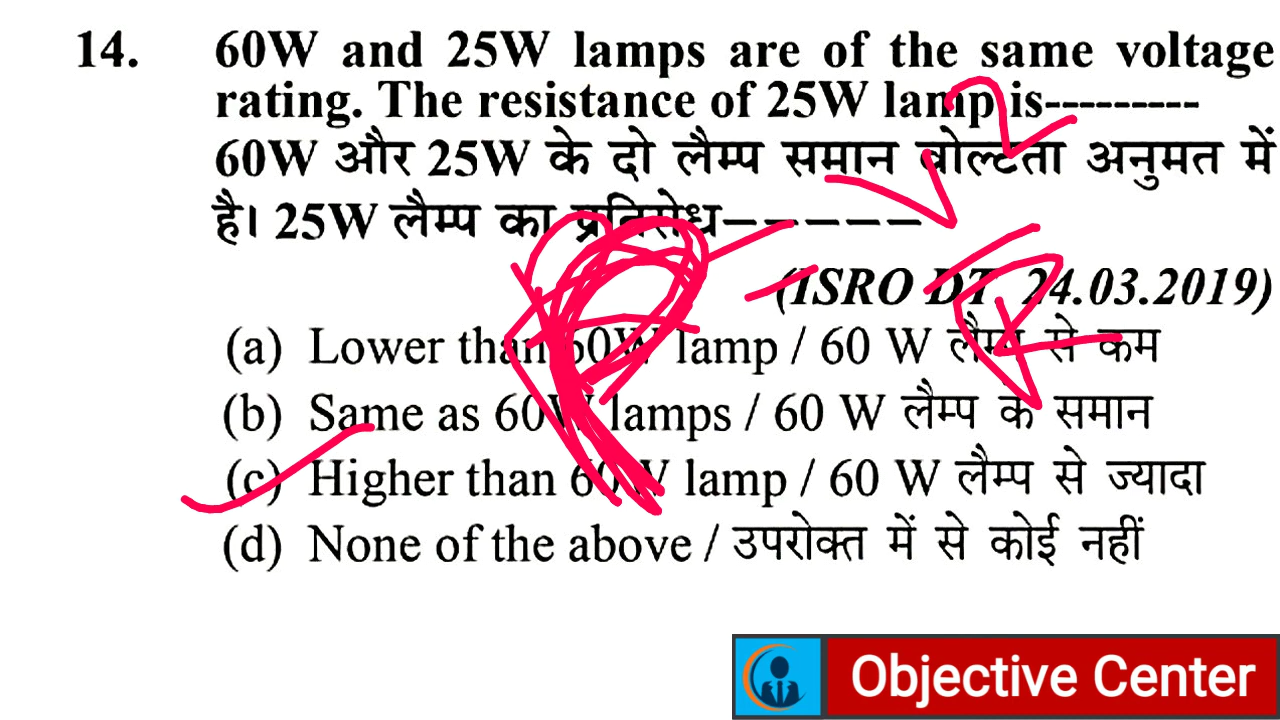 14. 60W and 25W lamps are of the same voltage
rating. The resistance of 25W lamp is---------
60W और 25W के दो लैम्प समान वोल्टता अनुमत में
है। 25W लैम्प का प्रतिरोध–––––
(ISRO DT 24.03.2019)
(a) Lower than 60W lamp / 60 W लैम्प से कम
(b) Same as 60W lamps / 60 W लैम्प के समान
(c) Higher than 60W lamp / 60 W लैम्प से ज्यादा
(d) None of the above / उपरोक्त में से कोई नहीं
P = V²/R
Objective Center